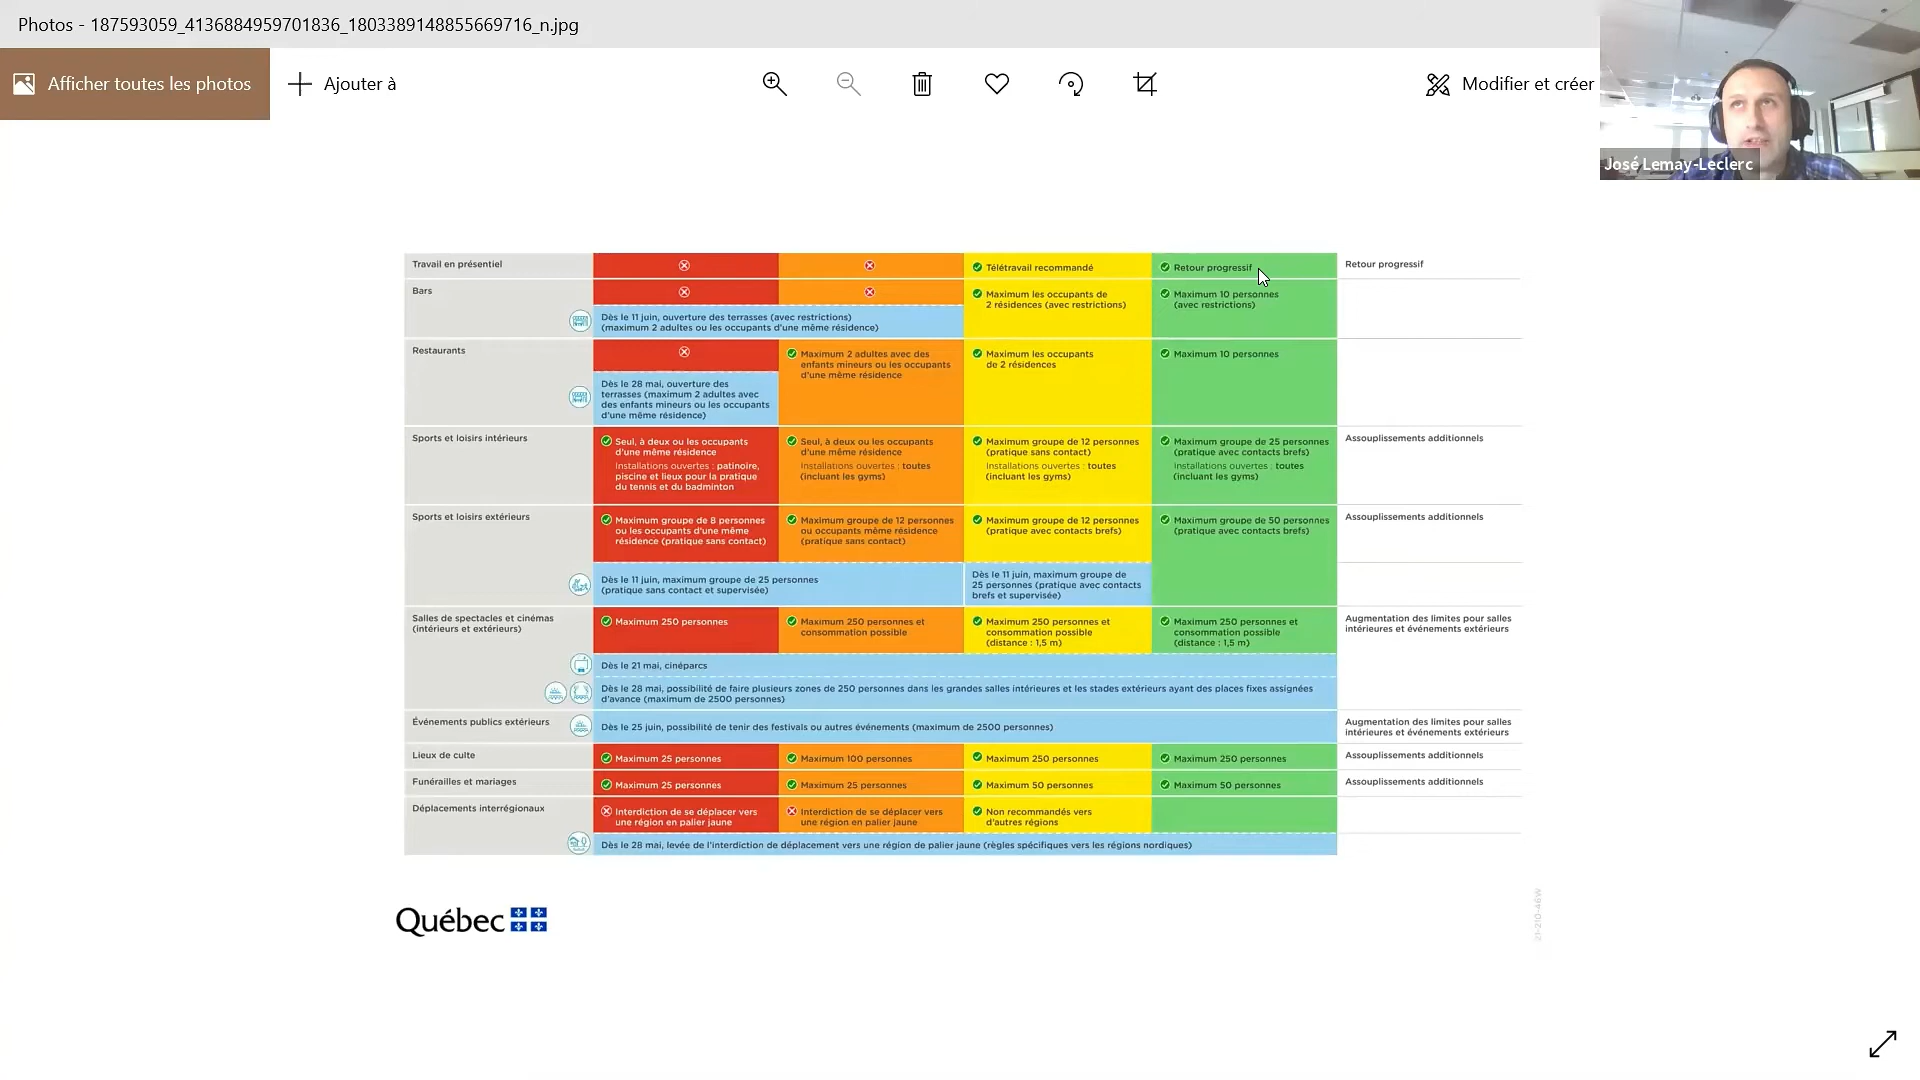 Photos - 187593059_4136884959701836_1803389148855669716_n.jpg
Afficher toutes les photos
Ajouter à
Modifier et créer
José Lemay-Leclerc
Travail en présentiel
Télétravail recommandé
Retour progressif
Retour progressif
Bars
Maximum les occupants de
2 résidences (avec restrictions)
Maximum 10 personnes
(avec restrictions)
Dès le 11 juin, ouverture des terrasses (avec restrictions)
(maximum 2 adultes ou les occupants d'une même résidence)
Restaurants
Maximum 2 adultes avec des
enfants mineurs ou les occupants
d'une même résidence
Maximum les occupants
de 2 résidences
Maximum 10 personnes
Dès le 28 mai, ouverture des
terrasses (maximum 2 adultes avec
des enfants mineurs ou les occupants
d'une même résidence)
Sports et loisirs intérieurs
Seul, à deux ou les occupants
d'une même résidence
Installations ouvertes : patinoire,
piscine et lieux pour la pratique
du tennis et du badminton
Seul, à deux ou les occupants
d'une même résidence
Installations ouvertes : toutes
(incluant les gyms)
Maximum groupe de 12 personnes
(pratique sans contact)
Installations ouvertes : toutes
(incluant les gyms)
Maximum groupe de 25 personnes
(pratique avec contacts brefs)
Installations ouvertes : toutes
(incluant les gyms)
Assouplissements additionnels
Sports et loisirs extérieurs
Maximum groupe de 8 personnes
ou les occupants d'une même
résidence (pratique sans contact)
Maximum groupe de 12 personnes
ou occupants même résidence
(pratique sans contact)
Maximum groupe de 12 personnes
(pratique avec contacts brefs)
Maximum groupe de 50 personnes
(pratique avec contacts brefs)
Assouplissements additionnels
Dès le 11 juin, maximum groupe de 25 personnes
(pratique sans contact et supervisée)
Dès le 11 juin, maximum groupe de
25 personnes (pratique avec contacts
brefs et supervisée)
Salles de spectacles et cinémas
(intérieurs et extérieurs)
Maximum 250 personnes
Maximum 250 personnes et
consommation possible
Maximum 250 personnes et
consommation possible
(distance : 1,5 m)
Maximum 250 personnes et
consommation possible
(distance : 1,5 m)
Augmentation des limites pour salles
intérieures et événements extérieurs
Dès le 21 mai, cinéparcs
Dès le 28 mai, possibilité de faire plusieurs zones de 250 personnes dans les grandes salles intérieures et les stades extérieurs ayant des places fixes assignées
d'avance (maximum de 2500 personnes)
Événements publics extérieurs
Dès le 25 juin, possibilité de tenir des festivals ou autres événements (maximum de 2500 personnes)
Augmentation des limites pour salles
intérieures et événements extérieurs
Lieux de culte
Maximum 25 personnes
Maximum 100 personnes
Maximum 250 personnes
Maximum 250 personnes
Assouplissements additionnels
Funérailles et mariages
Maximum 25 personnes
Maximum 25 personnes
Maximum 50 personnes
Maximum 50 personnes
Assouplissements additionnels
Déplacements interrégionaux
Interdiction de se déplacer vers
une région en palier jaune
Interdiction de se déplacer vers
une région en palier jaune
Non recommandés vers
d'autres régions
Dès le 28 mai, levée de l'interdiction de déplacement vers une région de palier jaune (règles spécifiques vers les régions nordiques)
Québec
21-210-46W